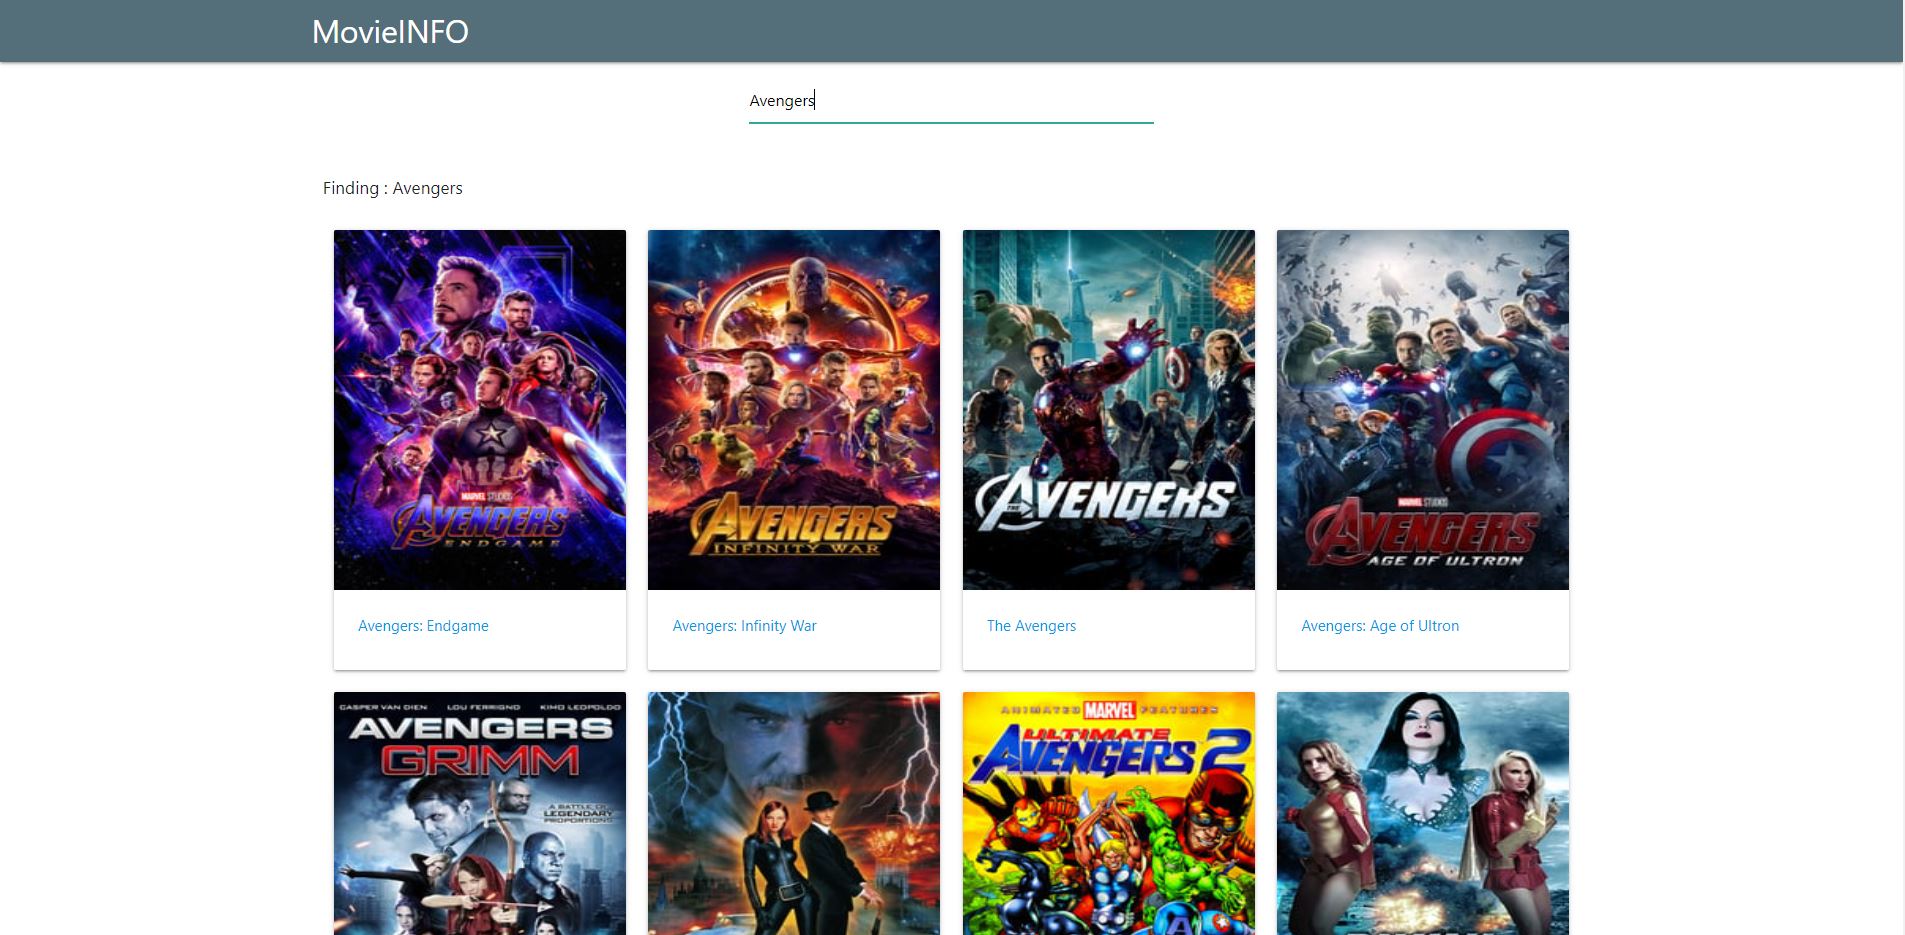 MovieINFO
Avengers
Finding : Avengers
MARVEL STUDIOS
AVENGERS
ENDGAME
AVENGERS
INFINITY WAR
THE AVENGERS
MARVEL STUDIOS
AVENGERS
AGE OF ULTRON
Avengers: Endgame
Avengers: Infinity War
The Avengers
Avengers: Age of Ultron
CASPER VAN DIEN LOU FERRIGNO KIMO LEOPOLDO
AVENGERS
GRIMM
A BATTLE OF
LEGENDARY
PROPORTIONS
ANIMATED MARVEL FEATURES
ULTIMATE
AVENGERS 2